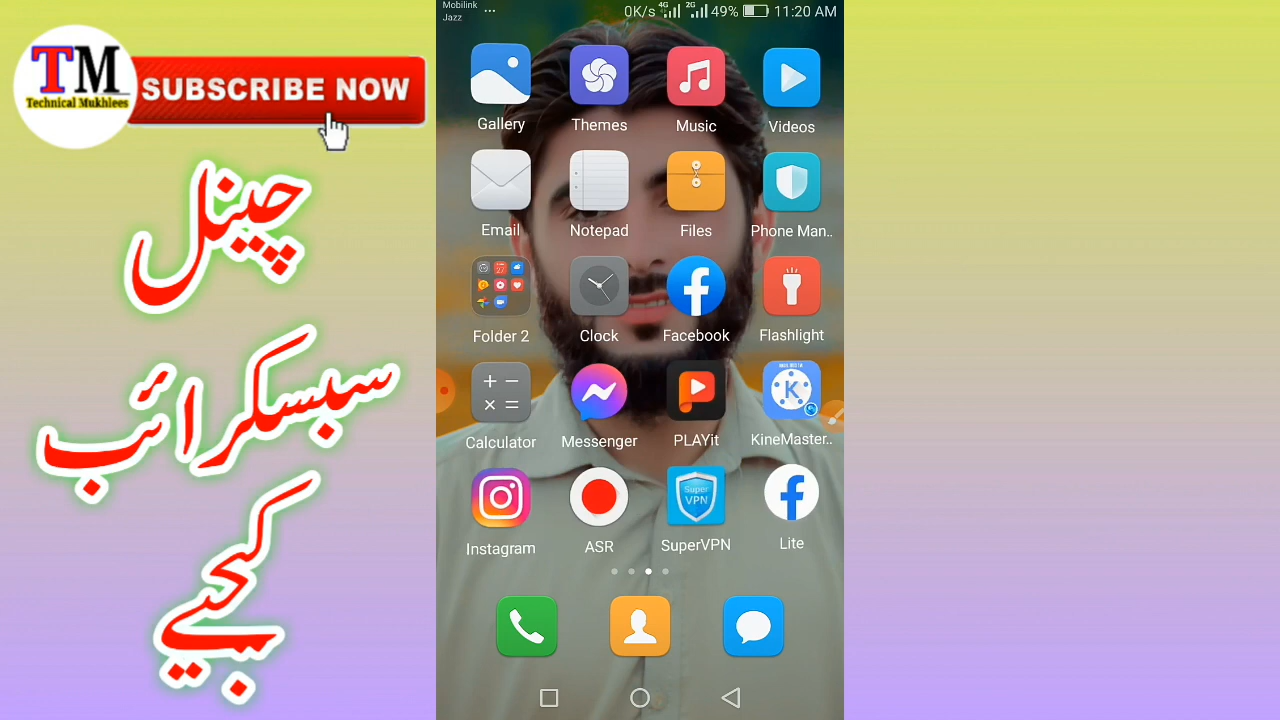 TM
Technical Mukhlees
SUBSCRIBE NOW
چینل
سبسکرائب
کیجیے
Mobilink
Jazz
...
0K/s 4G 2G 49% 11:20 AM
Gallery Themes Music Videos
Email Notepad Files Phone Man..
Folder 2 Clock Facebook Flashlight
Calculator Messenger PLAYit KineMaster..
Super
VPN
Instagram ASR SuperVPN Lite